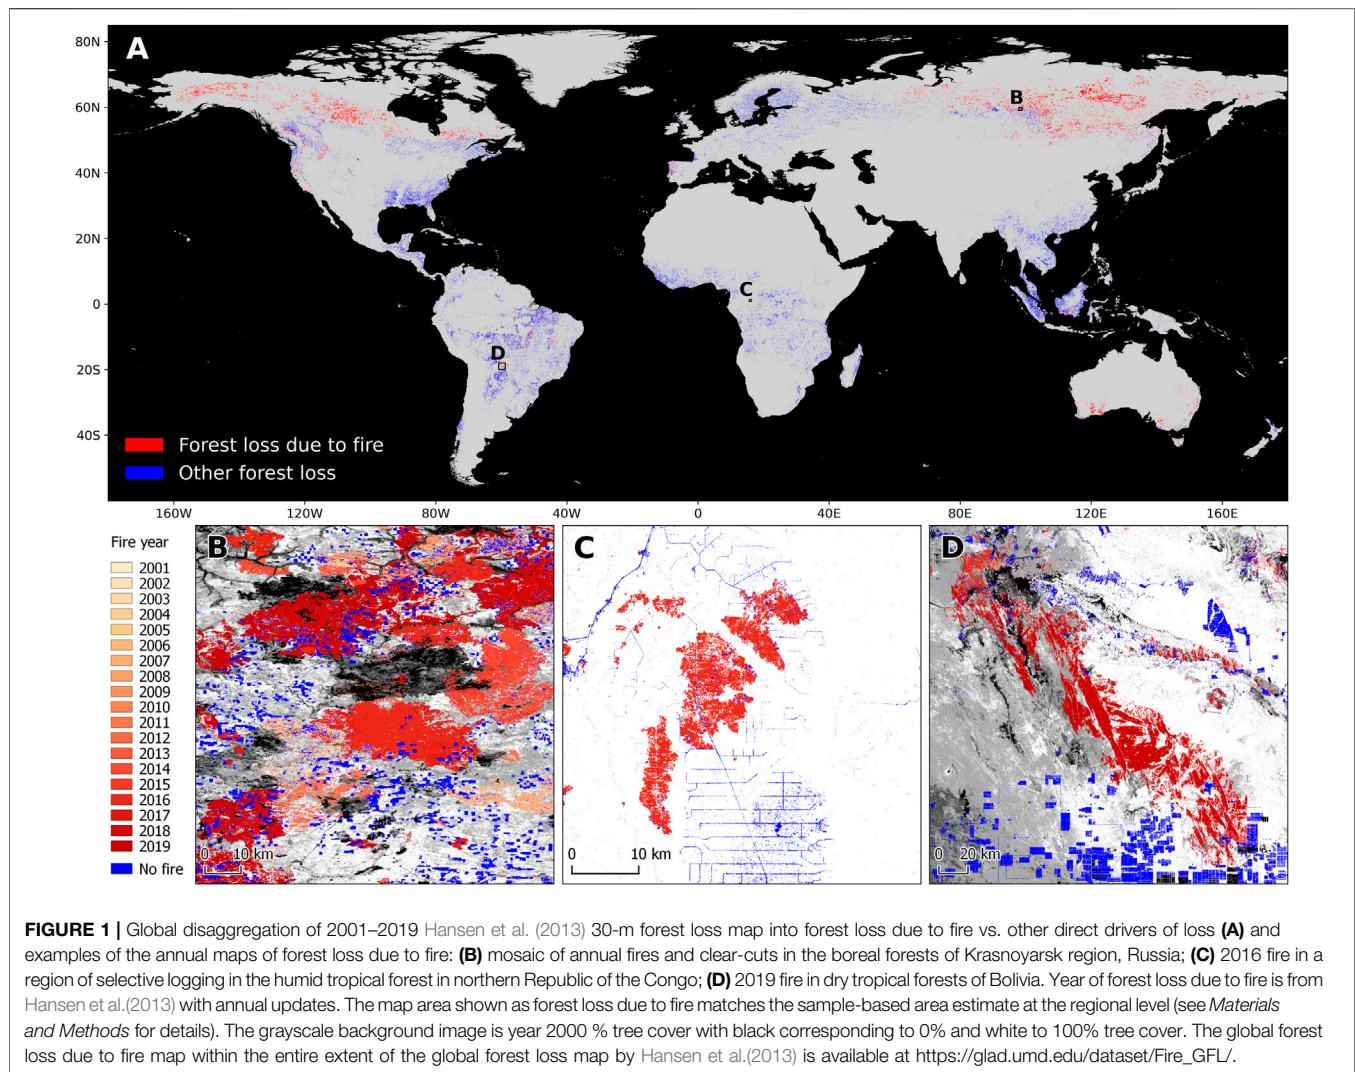 A
80N
60N
40N
20N
0
20S
40S
B
C
D
Forest loss due to fire
Other forest loss
160W 120W 80W 40W 0 40E 80E 120E 160E
Fire year
2001
2002
2003
2004
2005
2006
2007
2008
2009
2010
2011
2012
2013
2014
2015
2016
2017
2018
2019
No fire
B
0 10 km
C
0 10 km
D
0 20 km
FIGURE 1 | Global disaggregation of 2001–2019 Hansen et al. (2013) 30-m forest loss map into forest loss due to fire vs. other direct drivers of loss (A) and
examples of the annual maps of forest loss due to fire: (B) mosaic of annual fires and clear-cuts in the boreal forests of Krasnoyarsk region, Russia; (C) 2016 fire in a
region of selective logging in the humid tropical forest in northern Republic of the Congo; (D) 2019 fire in dry tropical forests of Bolivia. Year of forest loss due to fire is from
Hansen et al.(2013) with annual updates. The map area shown as forest loss due to fire matches the sample-based area estimate at the regional level (see Materials
and Methods for details). The grayscale background image is year 2000 % tree cover with black corresponding to 0% and white to 100% tree cover. The global forest
loss due to fire map within the entire extent of the global forest loss map by Hansen et al.(2013) is available at https://glad.umd.edu/dataset/Fire_GFL/.